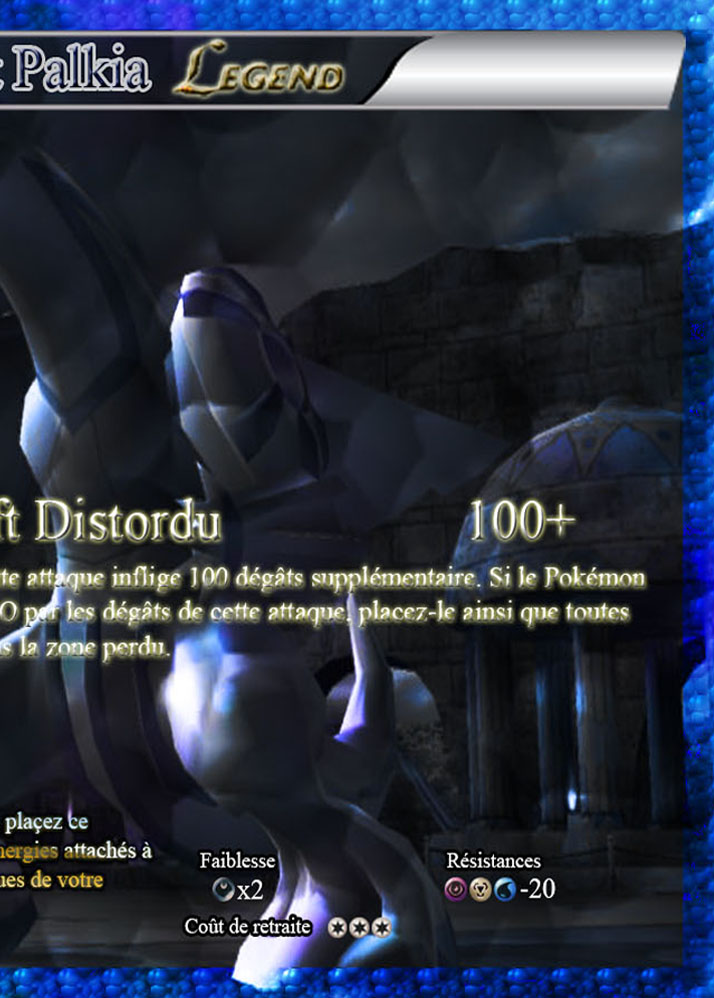 : Palkia LEGEND
ft Distordu 100+
te attaque inflige 100 dégâts supplémentaire. Si le Pokémon
O par les dégâts de cette attaque, placez-le ainsi que toutes
s la zone perdu.
plaçez ce
nergies attachés à
ues de votre
Faiblesse Résistances
x2 -20
Coût de retraite